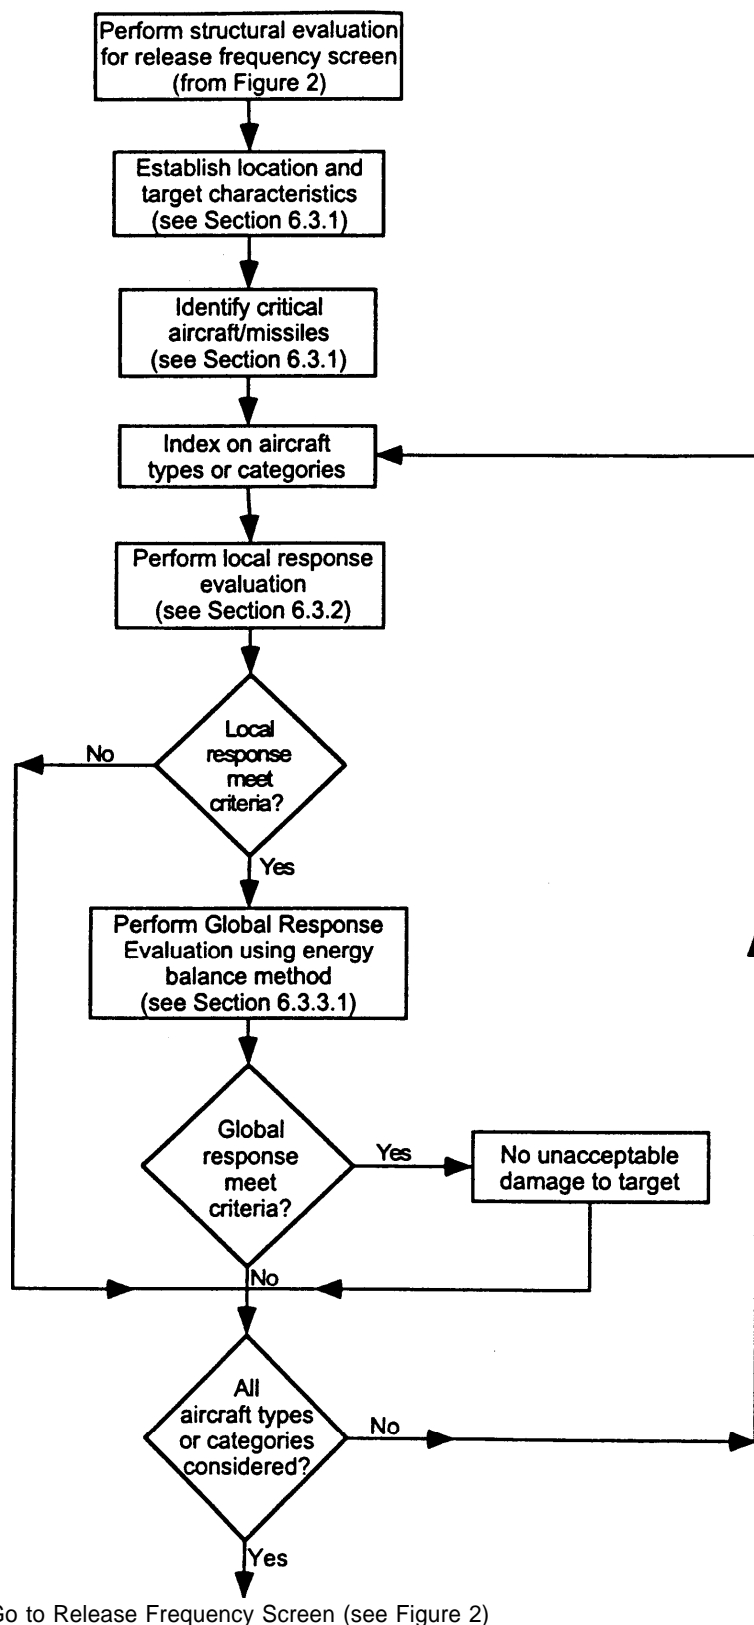 Perform structural evaluation
for release frequency screen
(from Figure 2)
Establish location and
target characteristics
(see Section 6.3.1)
Identify critical
aircraft/missiles
(see Section 6.3.1)
Index on aircraft
types or categories
Perform local response
evaluation
(see Section 6.3.2)
Local
response
meet
criteria?
No
Yes
Perform Global Response
Evaluation using energy
balance method
(see Section 6.3.3.1)
Global
response
meet
criteria?
Yes
No unacceptable
damage to target
No
All
aircraft types
or categories
considered?
No
Yes
Go to Release Frequency Screen (see Figure 2)